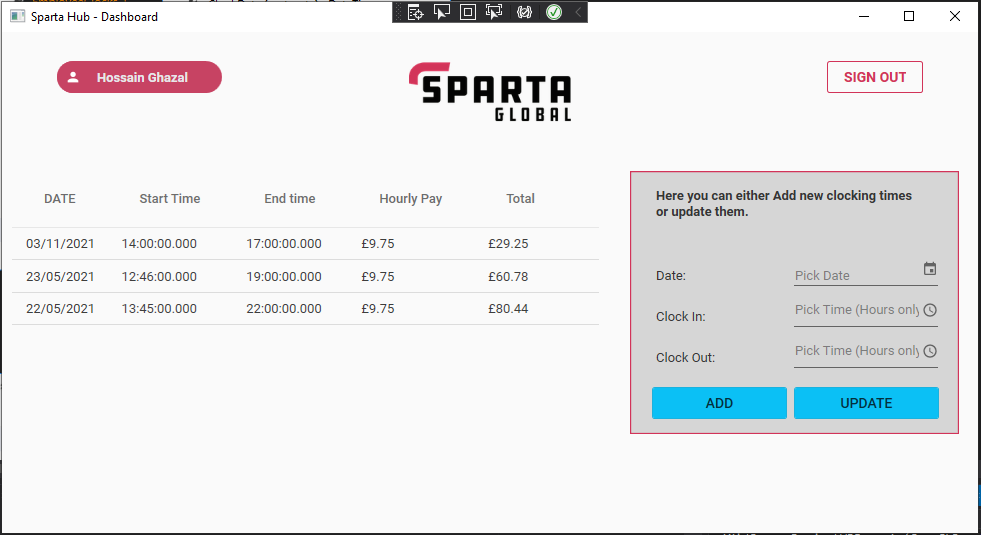 Sparta Hub - Dashboard
Hossain Ghazal
SPARTA
GLOBAL
SIGN OUT
DATE Start Time End time Hourly Pay Total
03/11/2021 14:00:00.000 17:00:00.000 £9.75 £29.25
23/05/2021 12:46:00.000 19:00:00.000 £9.75 £60.78
22/05/2021 13:45:00.000 22:00:00.000 £9.75 £80.44
Here you can either Add new clocking times
or update them.
Date: Pick Date
Clock In: Pick Time (Hours only
Clock Out: Pick Time (Hours only
ADD UPDATE